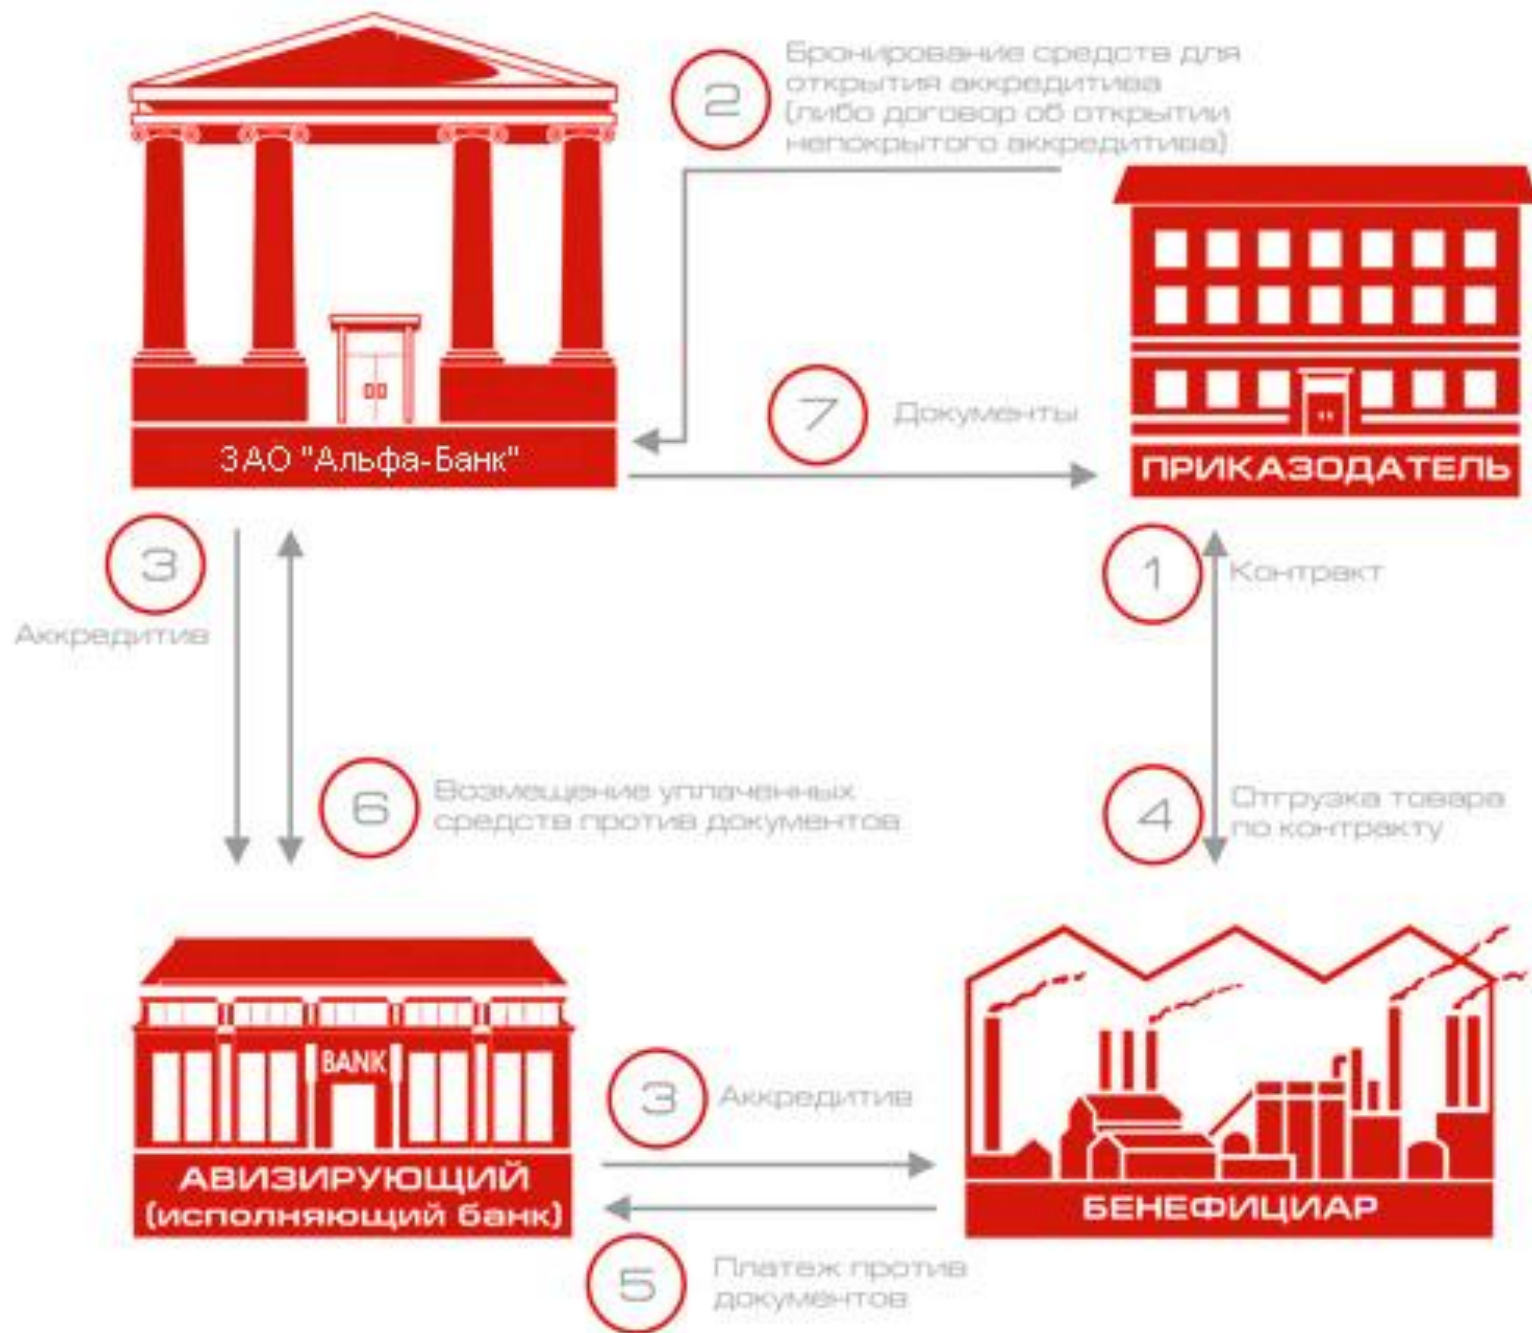 2
Бронирование средств для
открытия аккредитива
(либо договор об открытии
непокрытого аккредитива)
7
Документы
ЗАО "Альфа-Банк"
ПРИКАЗОДАТЕЛЬ
3
Аккредитив
1
Контракт
6
Возмещение уплаченных
средств против документов
4
Отгрузка товара
по контракту
BANK
3
Аккредитив
АВИЗИРУЮЩИЙ
(исполняющий банк)
БЕНЕФИЦИАР
5
Платеж против
документов